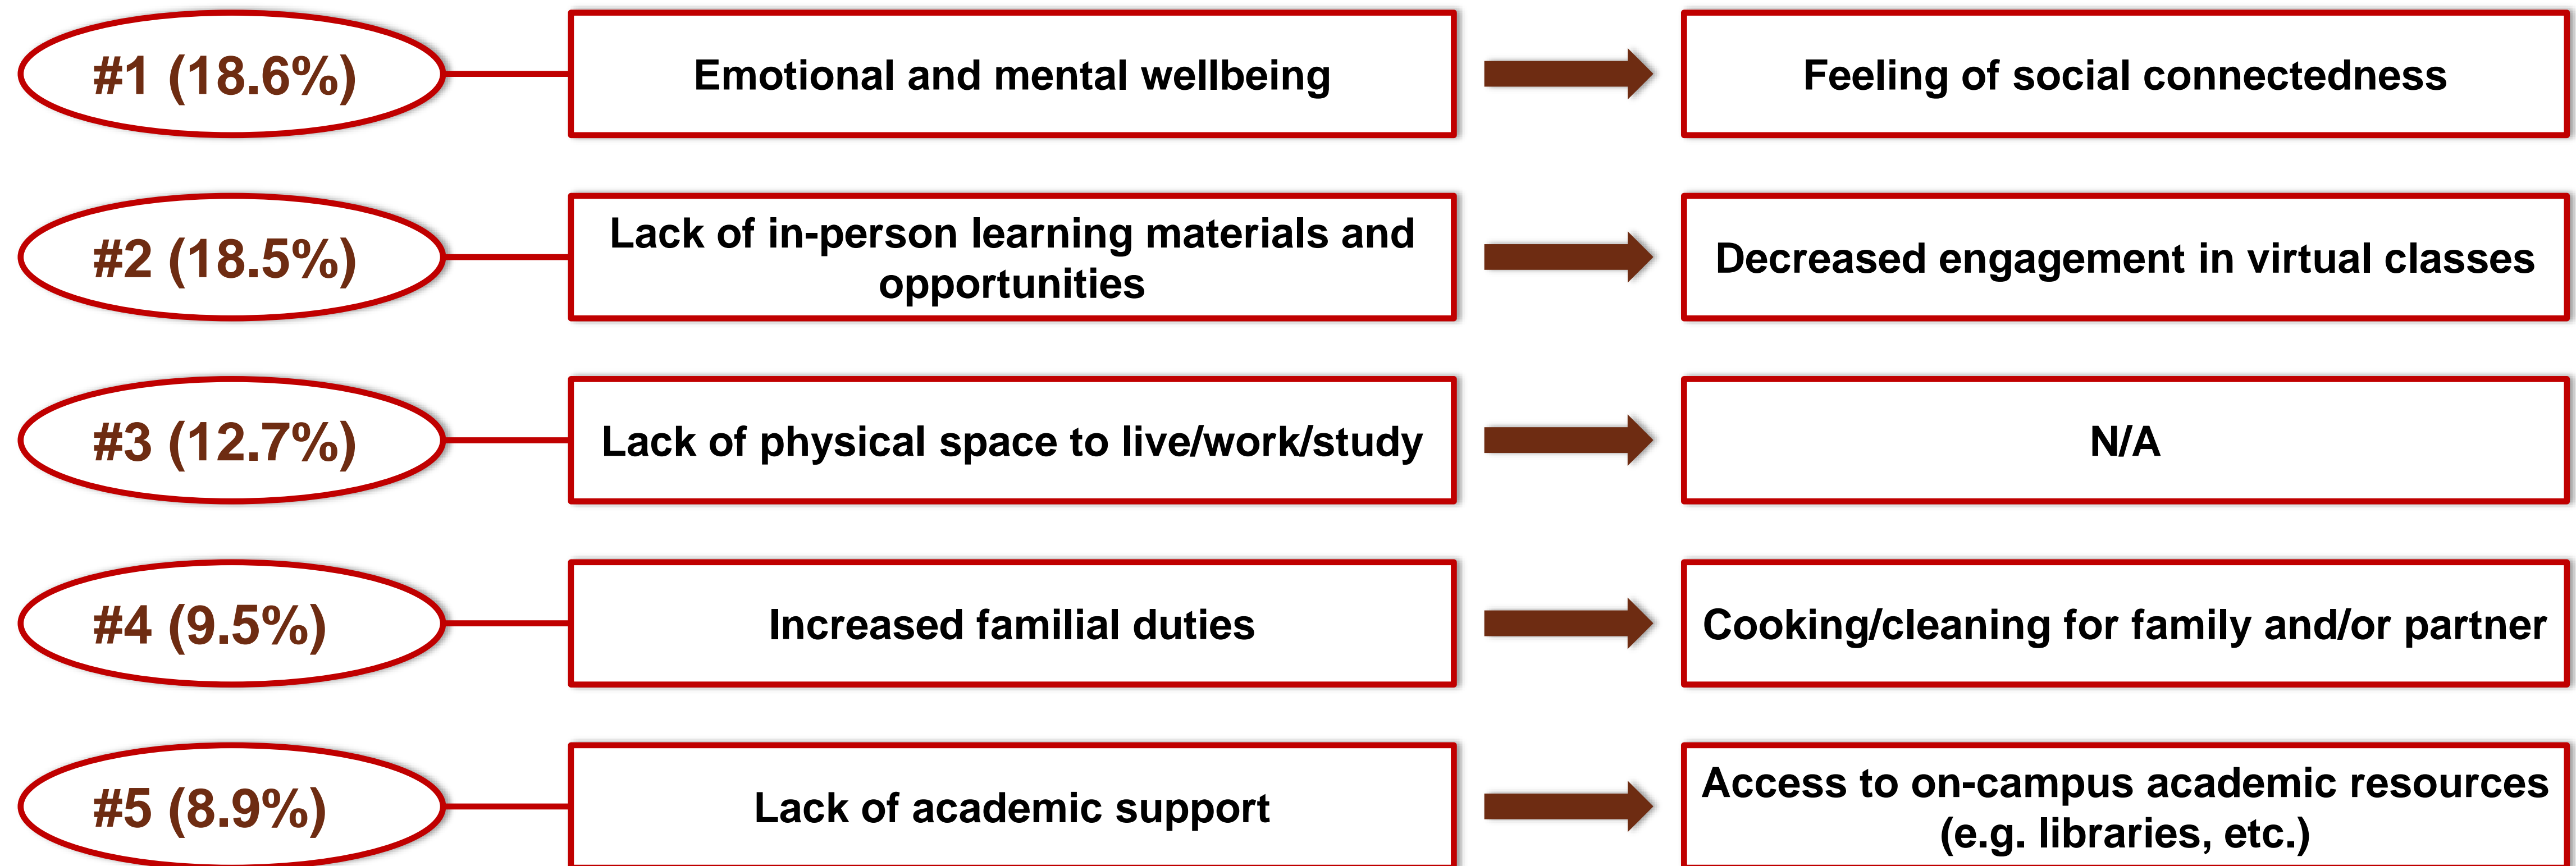 #1 (18.6%)
Emotional and mental wellbeing
Feeling of social connectedness
#2 (18.5%)
Lack of in-person learning materials and
opportunities
Decreased engagement in virtual classes
#3 (12.7%)
Lack of physical space to live/work/study
N/A
#4 (9.5%)
Increased familial duties
Cooking/cleaning for family and/or partner
#5 (8.9%)
Lack of academic support
Access to on-campus academic resources
(e.g. libraries, etc.)